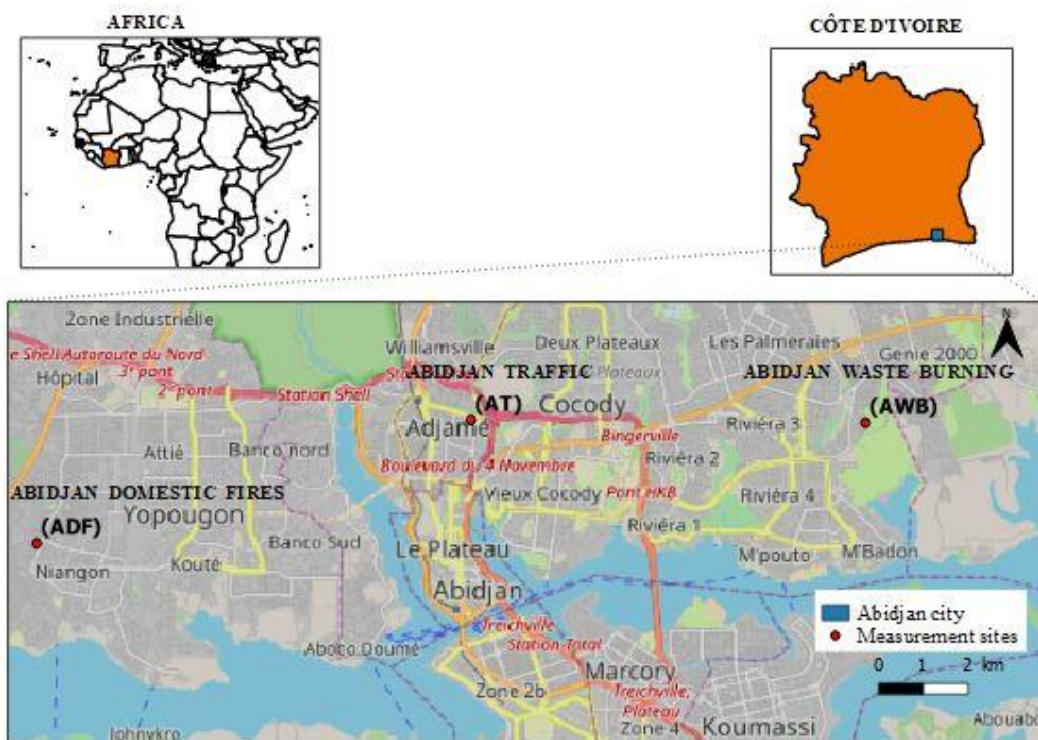 AFRICA
CÔTE D'IVOIRE
N
Zone Industrielle
Williamsville
Deux Plateaux
Les Palmeraies
Genie 2000
e Shell Autoroute du Nord
3ᵉ pont
Hôpital
2ᵉ pont
Station Shell
ABIDJAN TRAFFIC
Plateaux
ABIDJAN WASTE BURNING
(AT)
Cocody
(AWB)
Adjamé
Bingerville
Riviéra 3
Attié
Banco nord
Boulevard du 4 Novembre
Riviéra 2
ABIDJAN DOMESTIC FIRES
Vieux Cocody
Pont HKB
Riviéra 4
(ADF)
Yopougon
Riviéra 1
Banco Sud
Le Plateau
M'pouto
M'Badon
Niangon
Kouté
Abidjan
Abidjan city
Treichville
Measurement sites
Station Total
Aboco Doumé
Marcory
0 1 2 km
Zone 2b
Treichville,
Plateau
Zone 4
Koumassi
Abouabo
Johnykro